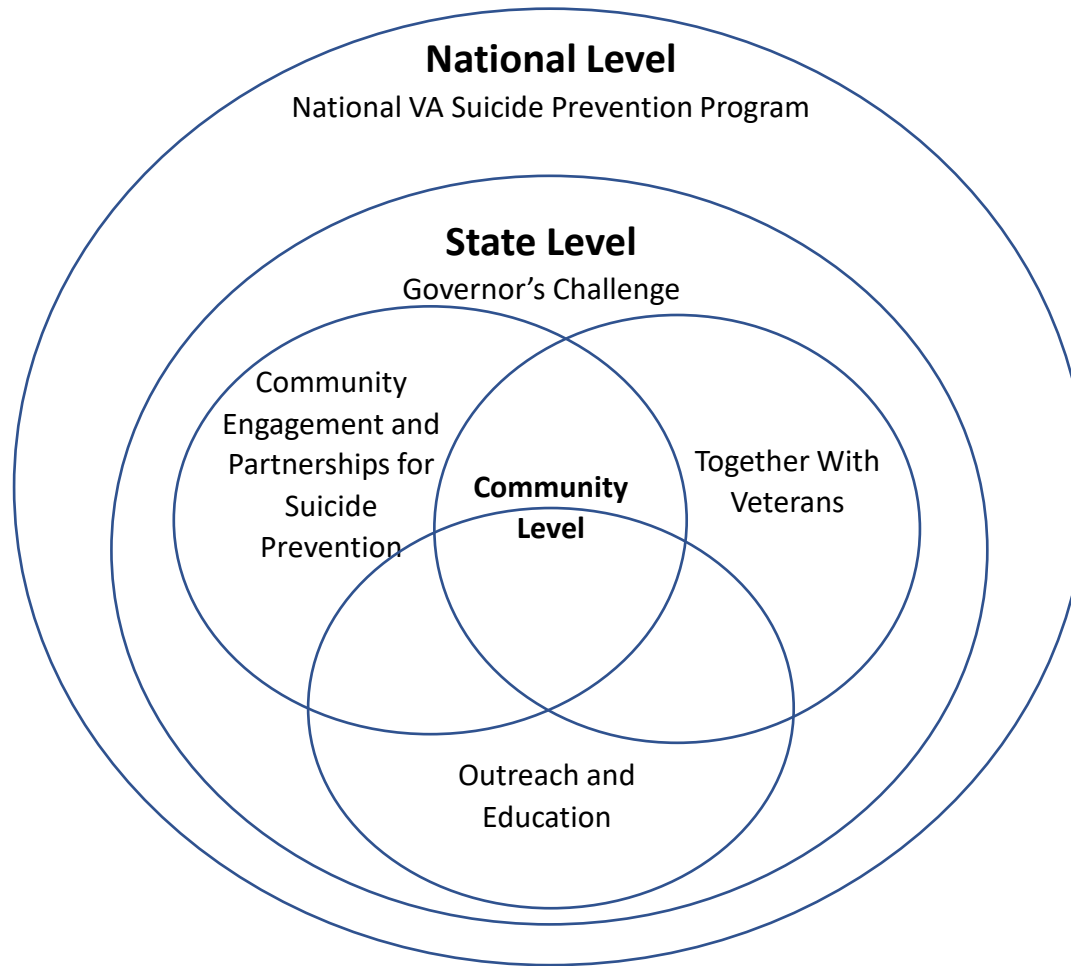 National Level
National VA Suicide Prevention Program
State Level
Governor’s Challenge
Community
Engagement and
Partnerships for
Suicide
Prevention
Community
Level
Together With
Veterans
Outreach and
Education